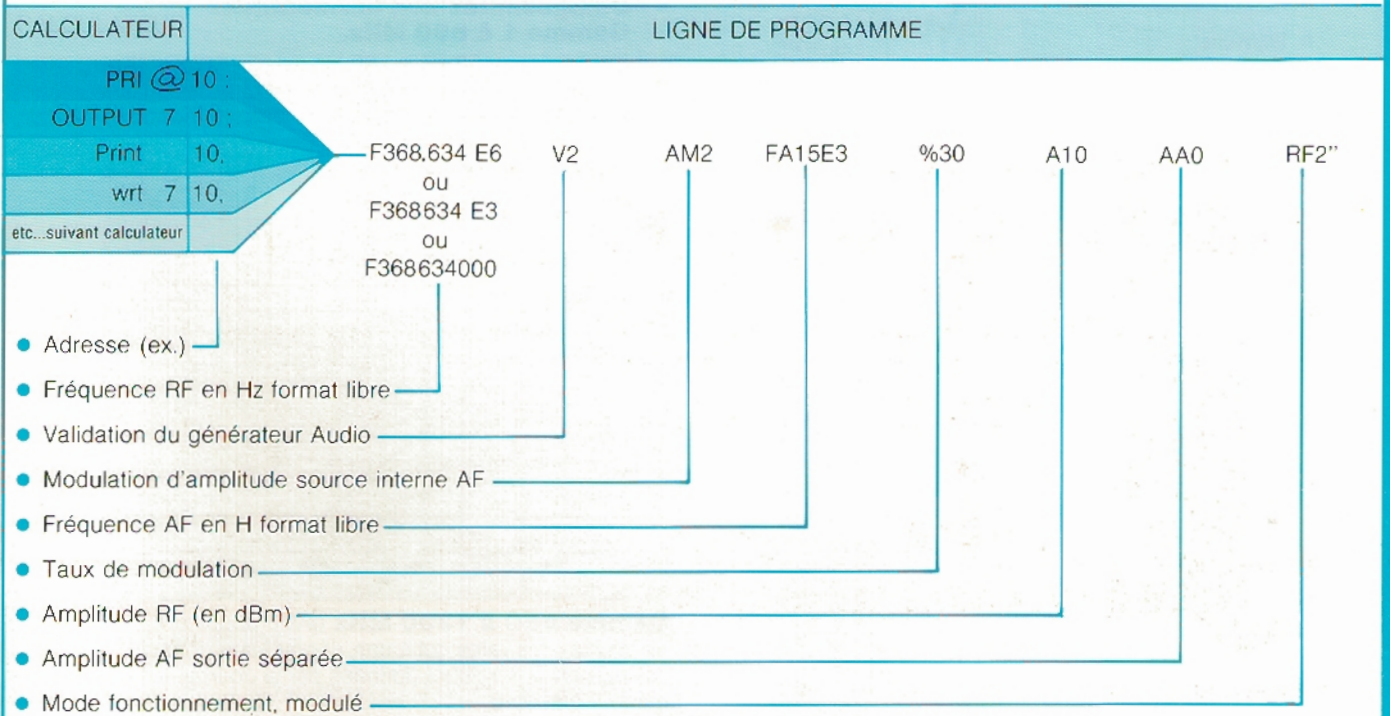 CALCULATEUR LIGNE DE PROGRAMME
PRI @ 10 :
OUTPUT 7 10 ;
Print 10,
wrt 7 10,
etc...suivant calculateur
F368.634 E6 V2 AM2 FA15E3 %30 A10 AA0 RF2"
ou
F368634 E3
ou
F368634000
• Adresse (ex.)
• Fréquence RF en Hz format libre
• Validation du générateur Audio
• Modulation d'amplitude source interne AF
• Fréquence AF en H format libre
• Taux de modulation
• Amplitude RF (en dBm)
• Amplitude AF sortie séparée
• Mode fonctionnement, modulé